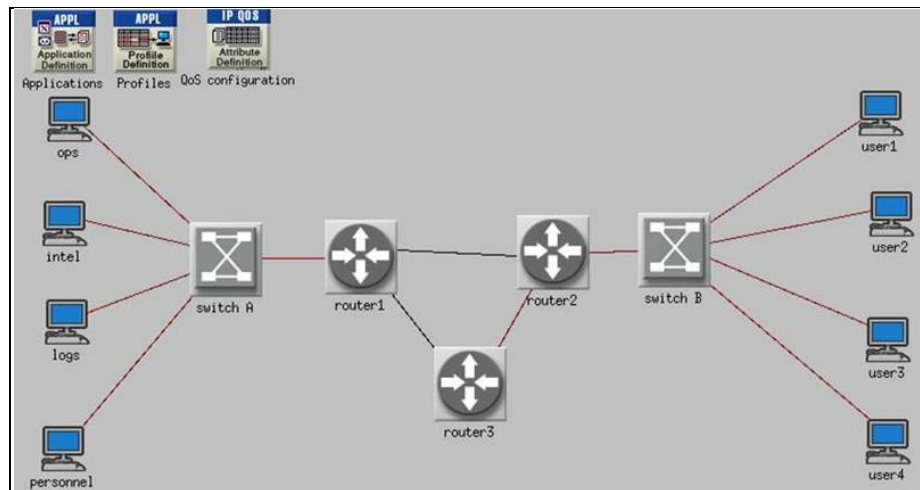 APPL
Application
Definition
Applications
APPL
Profile
Definition
Profiles
IP QOS
Attribute
Definition
QoS configuration
ops
intel
logs
personnel
switch A
router1
router2
router3
switch B
user1
user2
user3
user4